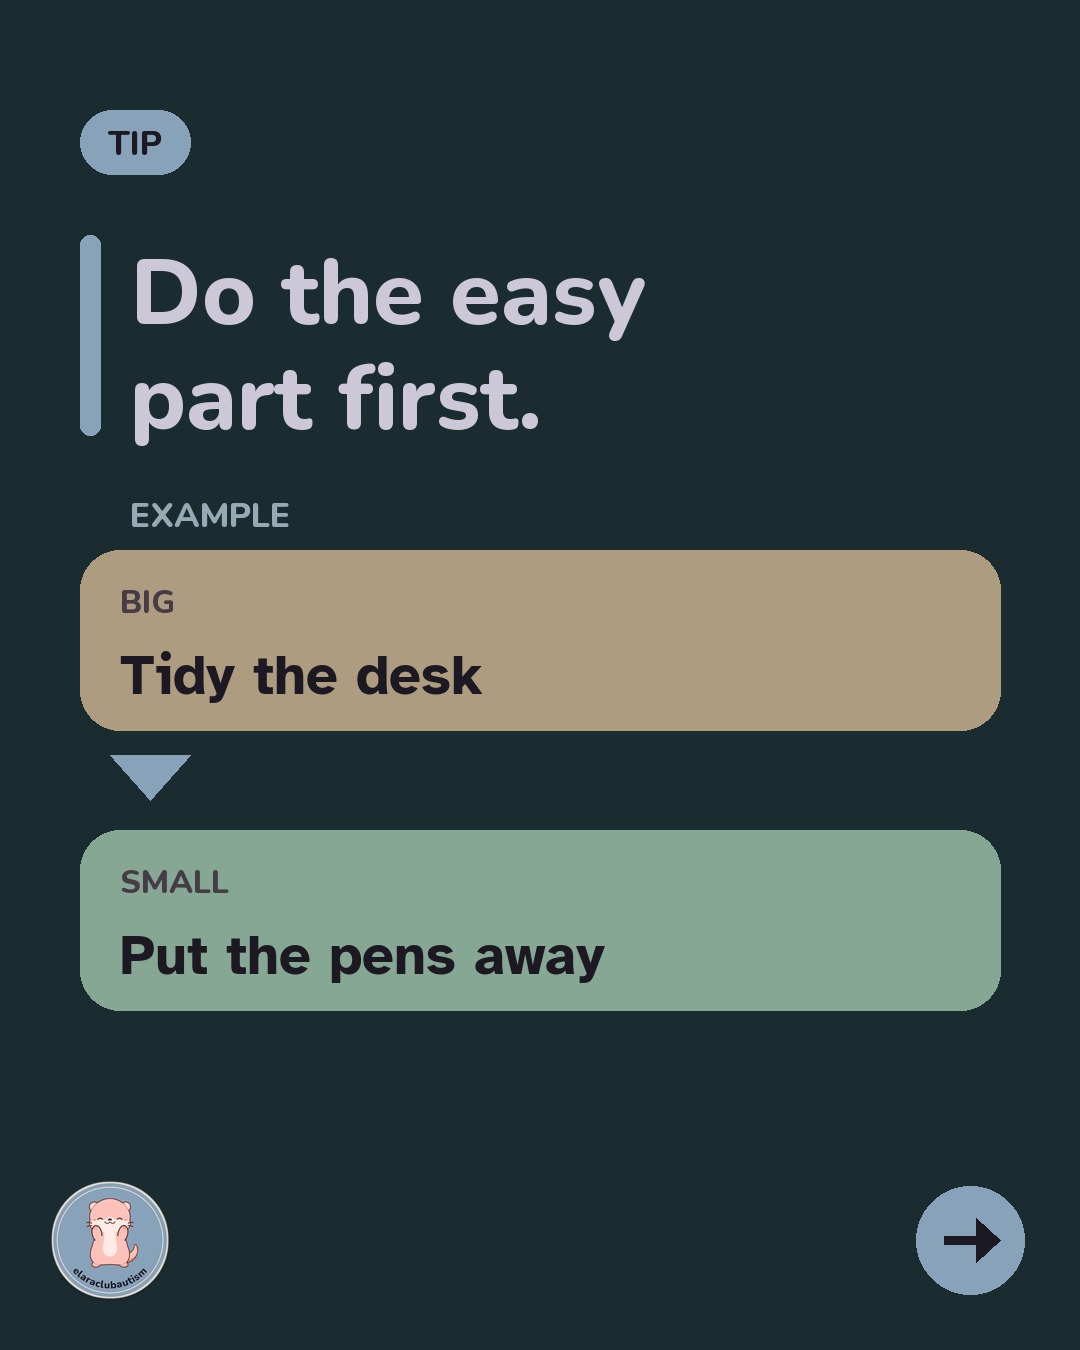 TIP
Do the easy
part first.
EXAMPLE
BIG
Tidy the desk
SMALL
Put the pens away
elaraclubautism